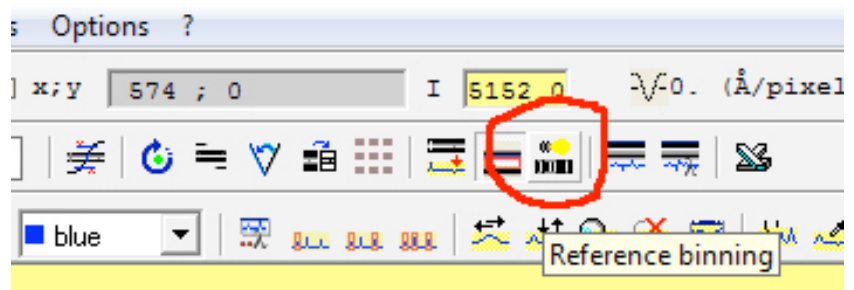 s Options ?
x;y 574 ; 0 I 5152 0 0. (Å/pixel
blue
Reference binning